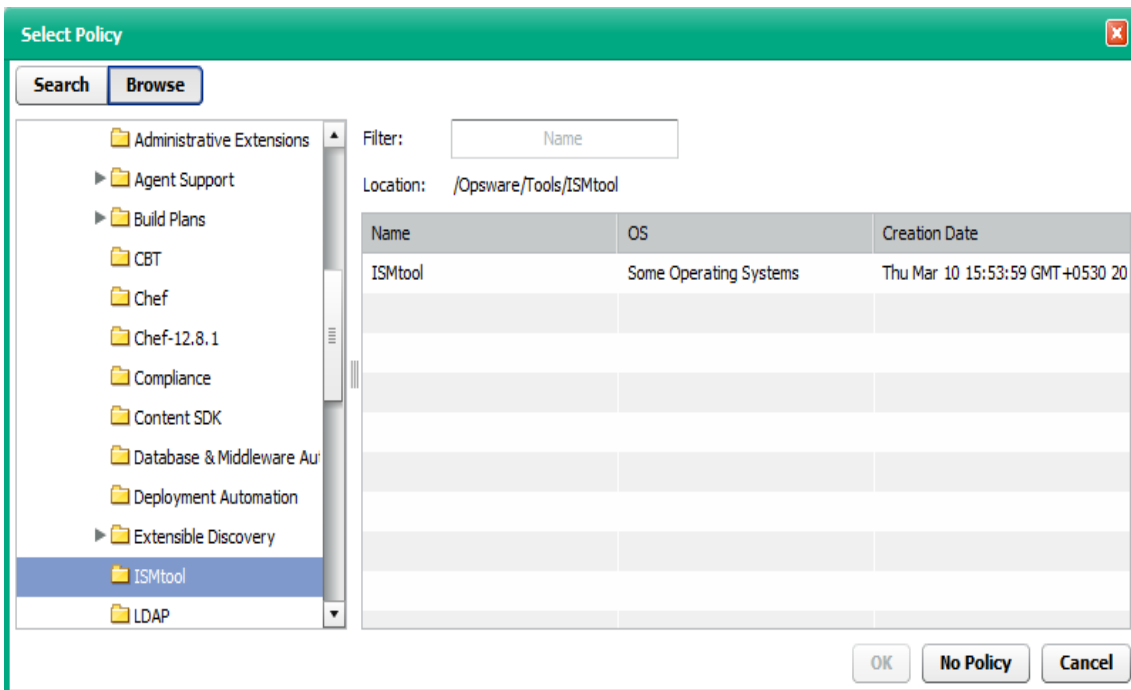 Select Policy
Search Browse
Administrative Extensions
Agent Support
Build Plans
CBT
Chef
Chef-12.8.1
Compliance
Content SDK
Database & Middleware Au
Deployment Automation
Extensible Discovery
ISMtool
LDAP
Filter: Name
Location: /Opsware/Tools/ISMtool
Name OS Creation Date
ISMtool Some Operating Systems Thu Mar 10 15:53:59 GMT+0530 20
OK No Policy Cancel